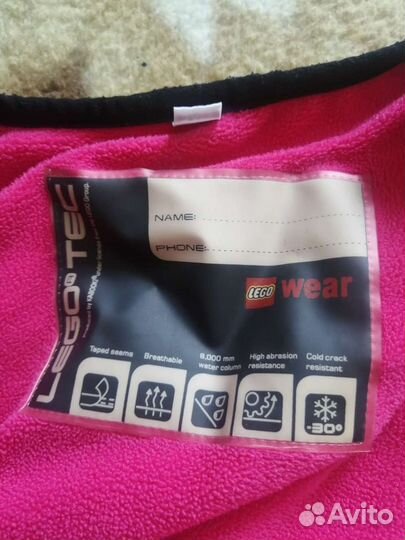 NAME:
PHONE:
LEGO® TEC
LEGO wear
Taped seams
Breathable
8.000 mm
water column
High abrasion
resistance
Cold crack
resistant
-30°
Avito